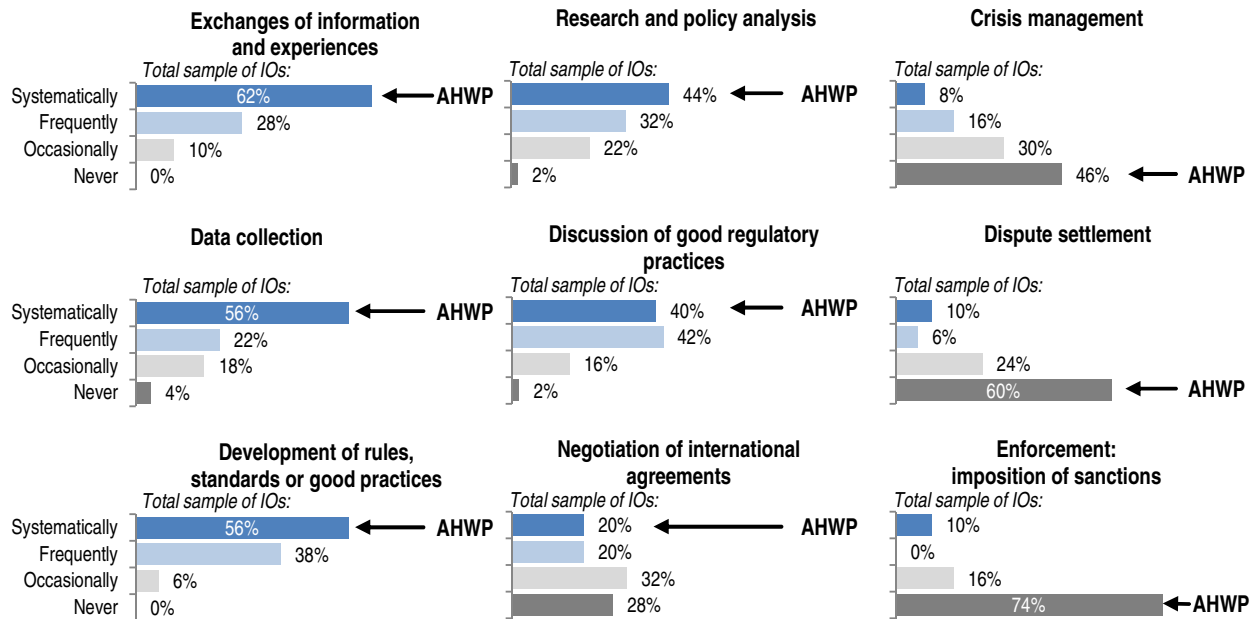 Exchanges of information
and experiences
Total sample of IOs:
Systematically 62% AHWP
Frequently 28%
Occasionally 10%
Never 0%
Research and policy analysis
Total sample of IOs:
44% AHWP
32%
22%
2%
Crisis management
Total sample of IOs:
8%
16%
30%
46% AHWP
Data collection
Total sample of IOs:
Systematically 56% AHWP
Frequently 22%
Occasionally 18%
Never 4%
Discussion of good regulatory
practices
Total sample of IOs:
40% AHWP
42%
16%
2%
Dispute settlement
Total sample of IOs:
10%
6%
24%
60% AHWP
Development of rules,
standards or good practices
Total sample of IOs:
Systematically 56% AHWP
Frequently 38%
Occasionally 6%
Never 0%
Negotiation of international
agreements
Total sample of IOs:
20% AHWP
20%
32%
28%
Enforcement:
imposition of sanctions
Total sample of IOs:
10%
0%
16%
74% AHWP